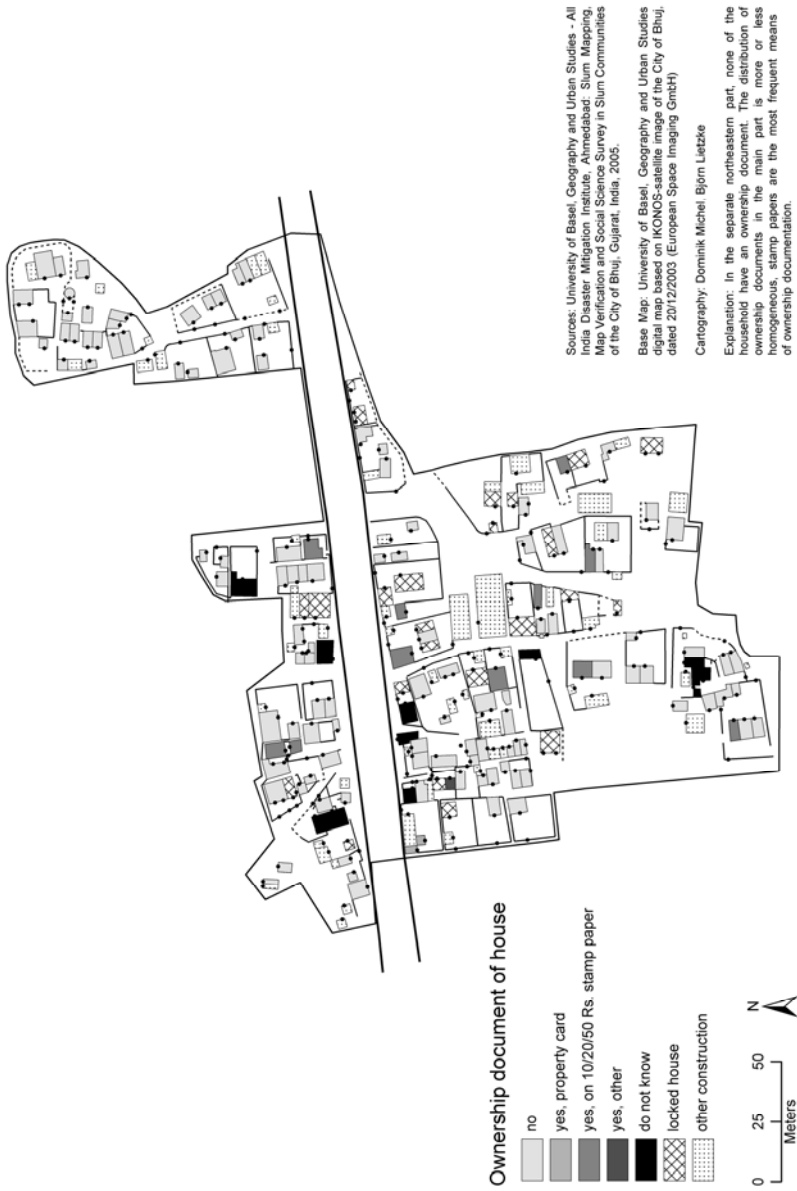 Ownership document of house
no
yes, property card
yes, on 10/20/50 Rs. stamp paper
yes, other
do not know
locked house
other construction
0 25 50
Meters
N
Sources: University of Basel, Geography and Urban Studies - All
India Disaster Mitigation Institute, Ahmedabad: Slum Mapping,
Map Verification and Social Science Survey in Slum Communities
of the City of Bhuj, Gujarat, India, 2005.
Base Map: University of Basel, Geography and Urban Studies
digital map based on IKONOS-satellite image of the City of Bhuj,
dated 20/12/2003 (European Space Imaging GmbH)
Cartography: Dominik Michel, Björn Lietzke
Explanation: In the separate northeastern part, none of the
household have an ownership document. The distribution of
ownership documents in the main part is more or less
homogeneous, stamp papers are the most frequent means
of ownership documentation.